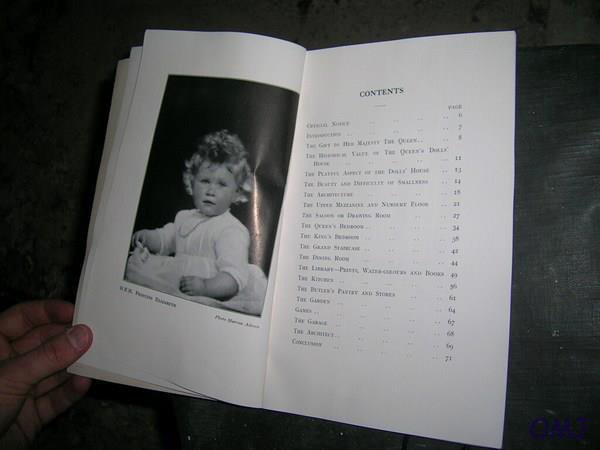 H.R.H. Princess Elizabeth
Photo Marcus Adams
CONTENTS
PAGE
Official Notice .. .. .. .. 6
Introduction .. .. .. .. 7
The Gift to Her Majesty The Queen .. .. 8
The Historical Value of The Queen's Dolls'
House .. .. .. .. 11
The Playful Aspect of the Dolls' House .. 13
The Beauty and Difficulty of Smallness .. 14
The Architecture .. .. .. .. 18
The Upper Mezzanine and Nursery Floor .. 21
The Saloon or Drawing Room .. .. 27
The Queen's Bedroom .. .. .. 34
The King's Bedroom .. .. .. 38
The Grand Staircase .. .. .. 42
The Dining Room .. .. .. 44
The Library—Prints, Water-colours and Books 49
The Kitchen .. .. .. .. 56
The Butler's Pantry and Stores .. .. 61
The Garden .. .. .. .. 64
Games .. .. .. .. 67
The Garage .. .. .. .. 68
The Architect .. .. .. .. 69
Conclusion .. .. .. .. 71